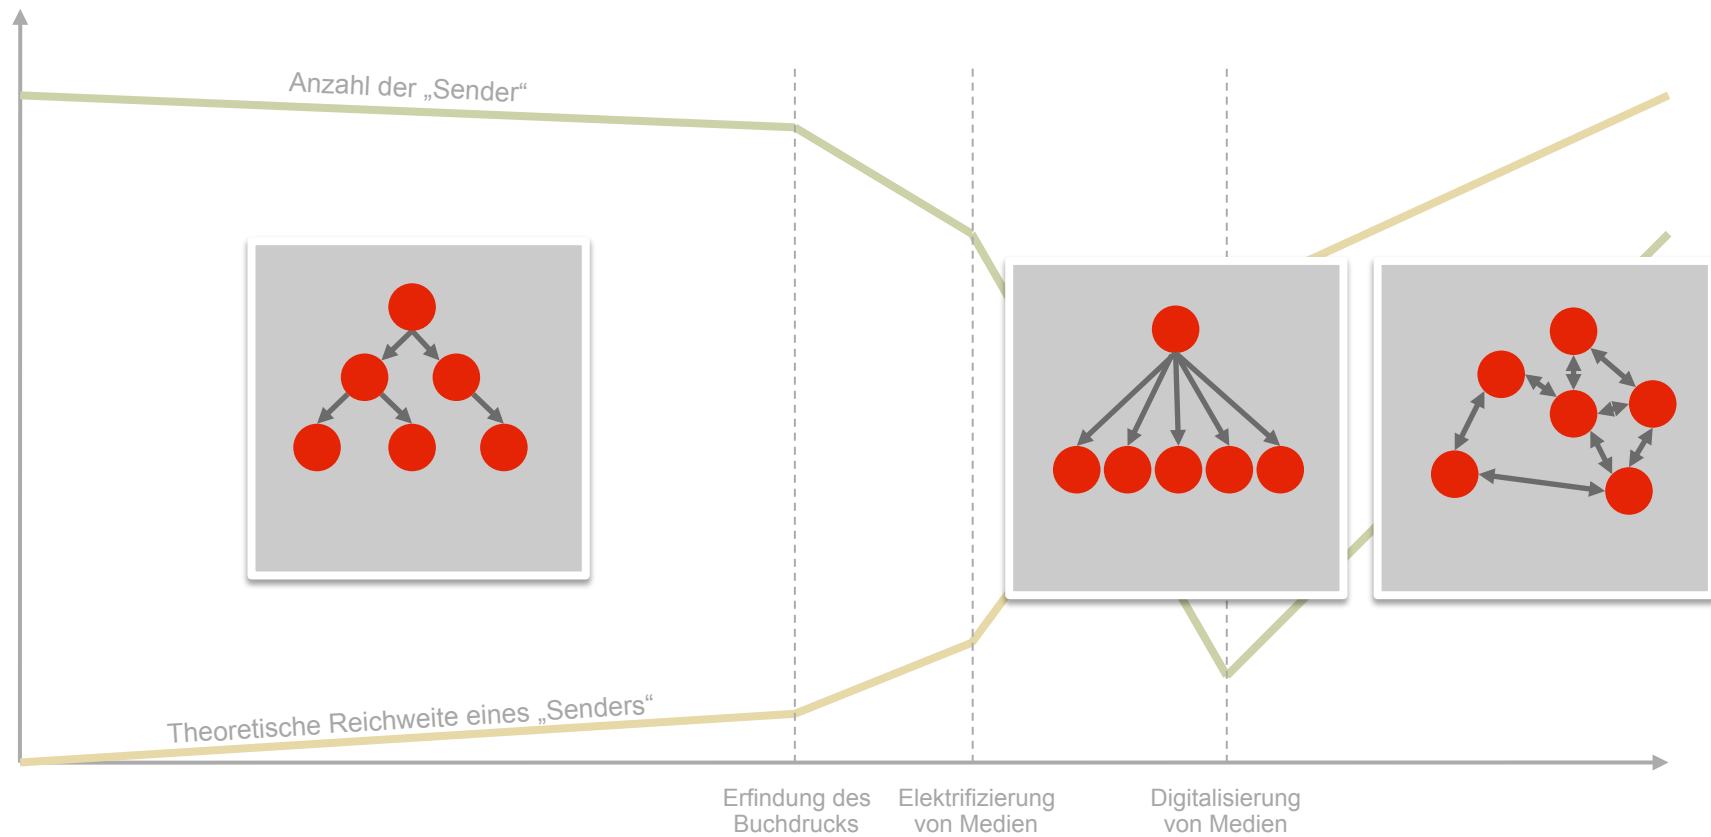 Anzahl der „Sender“
Theoretische Reichweite eines „Senders“
Erfindung des
Buchdrucks
Elektrifizierung
von Medien
Digitalisierung
von Medien